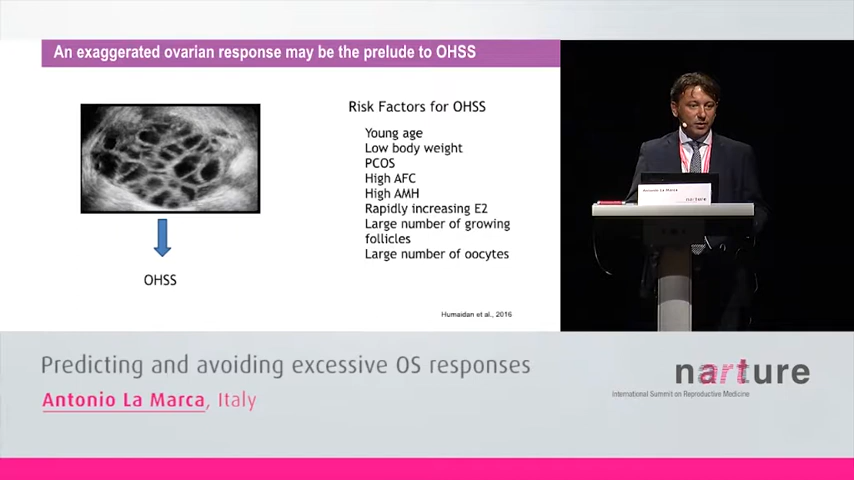 An exaggerated ovarian response may be the prelude to OHSS
Risk Factors for OHSS
Young age
Low body weight
PCOS
High AFC
High AMH
Rapidly increasing E2
Large number of growing
follicles
Large number of oocytes
OHSS
Humaidan et al., 2016
Antonio La Marca
Predicting and avoiding excessive OS responses
Antonio La Marca, Italy
narture
International Summit on Reproductive Medicine